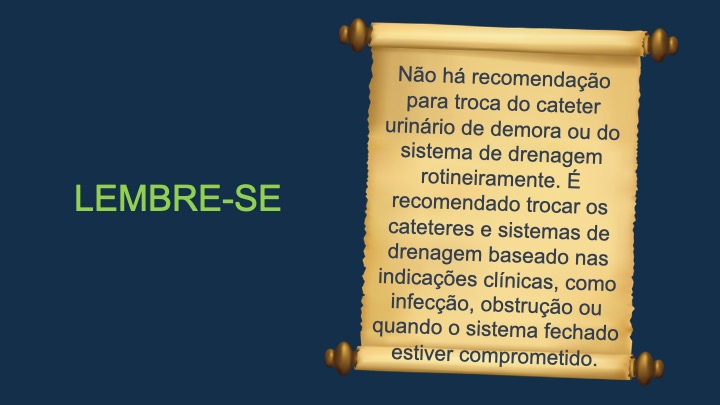 LEMBRE-SE
Não há recomendação
para troca do cateter
urinário de demora ou do
sistema de drenagem
rotineiramente. É
recomendado trocar os
cateteres e sistemas de
drenagem baseado nas
indicações clínicas, como
infecção, obstrução ou
quando o sistema fechado
estiver comprometido.